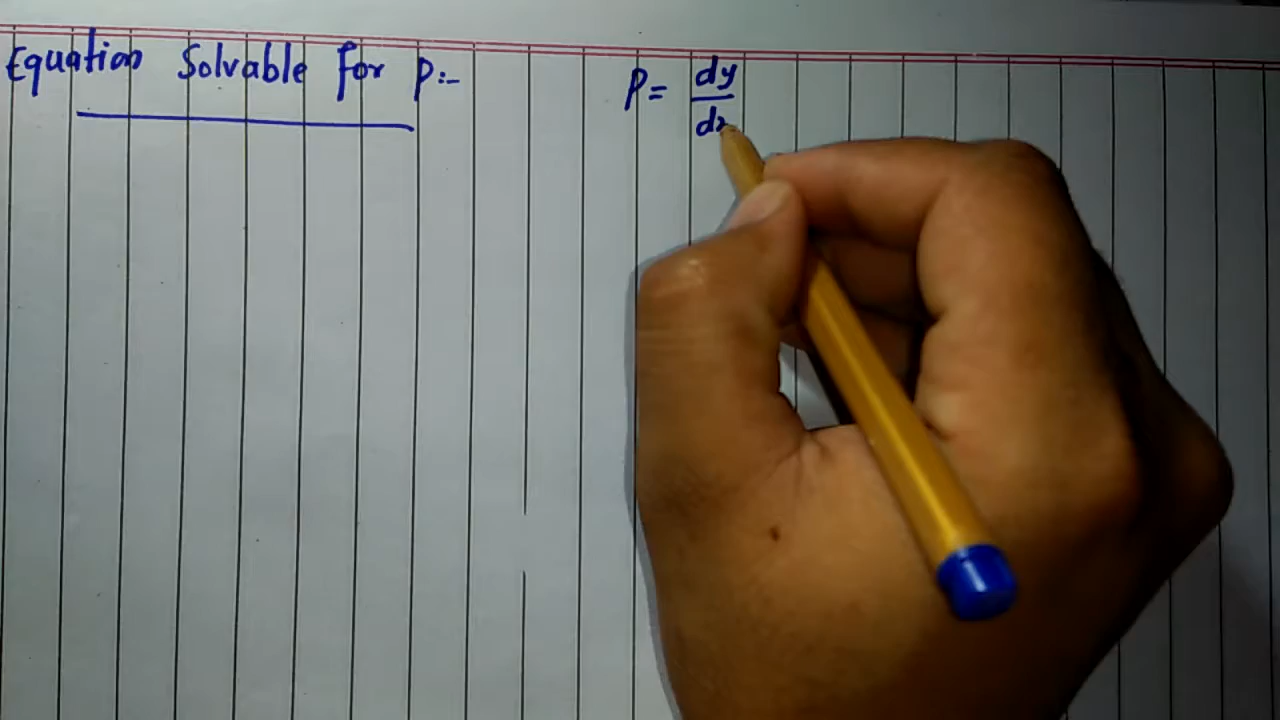 Equation Solvable for p:-
P = dy
dx